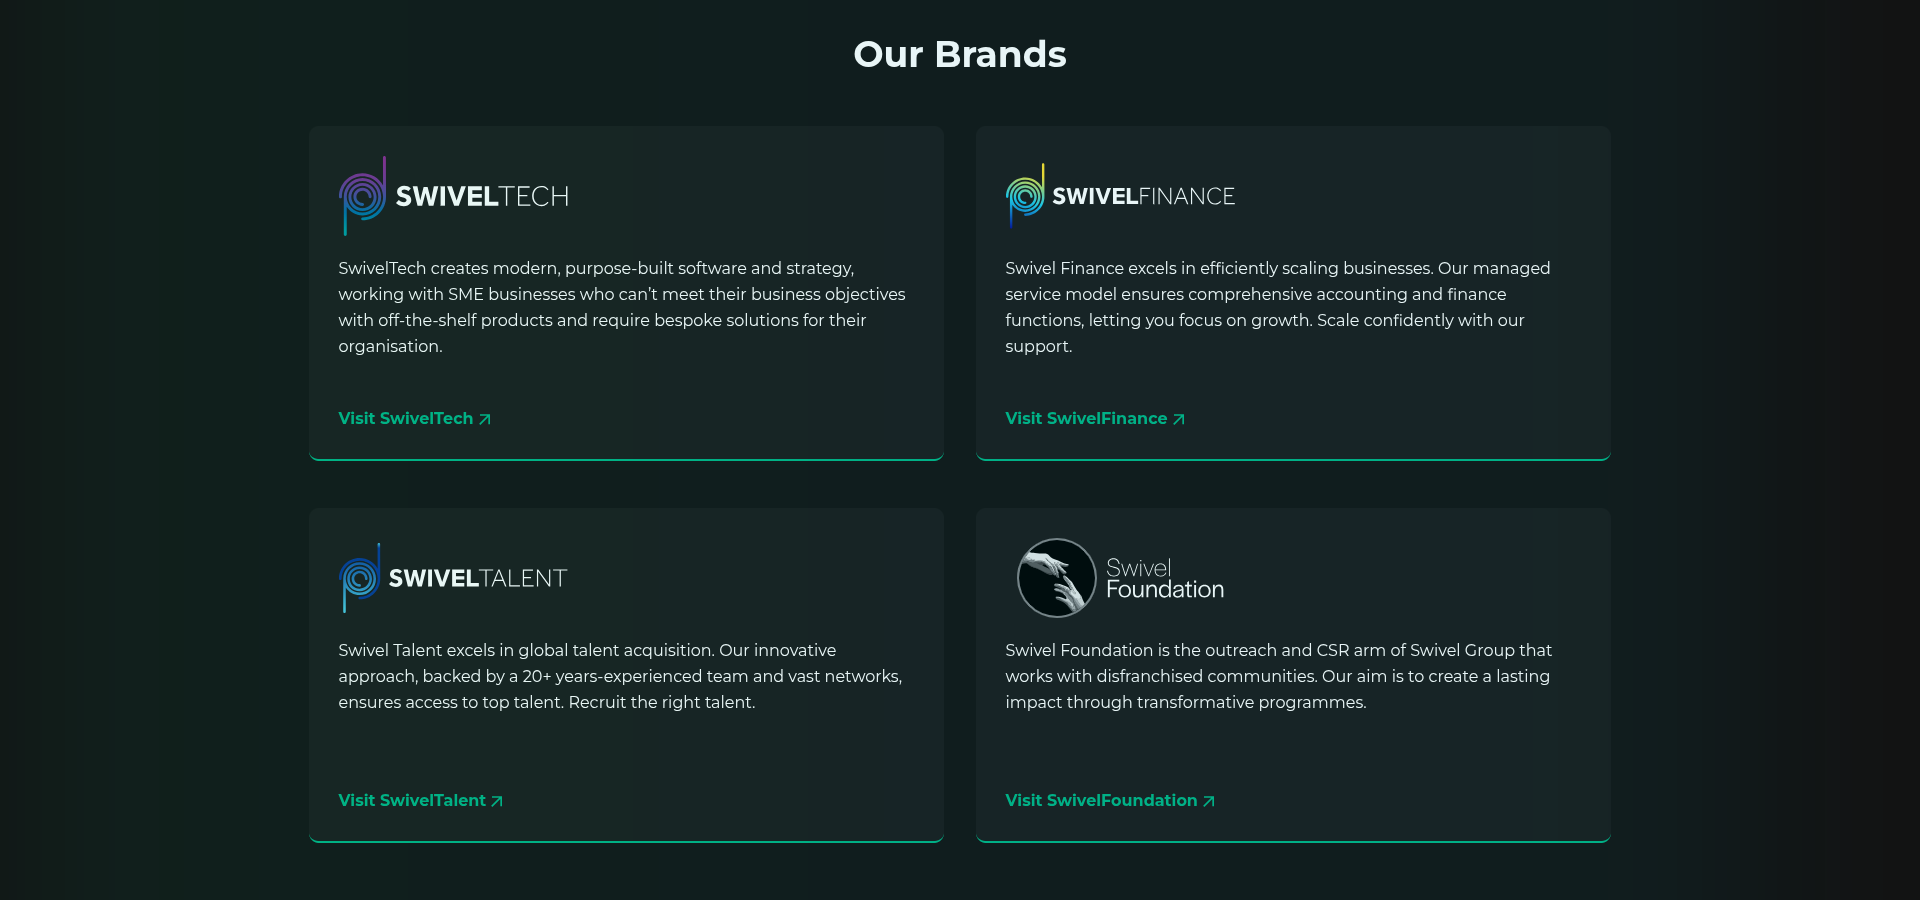 Our Brands
SWIVELTECH
SwivelTech creates modern, purpose-built software and strategy,
working with SME businesses who can’t meet their business objectives
with off-the-shelf products and require bespoke solutions for their
organisation.
Visit SwivelTech
SWIVELFINANCE
Swivel Finance excels in efficiently scaling businesses. Our managed
service model ensures comprehensive accounting and finance
functions, letting you focus on growth. Scale confidently with our
support.
Visit SwivelFinance
SWIVELTALENT
Swivel Talent excels in global talent acquisition. Our innovative
approach, backed by a 20+ years-experienced team and vast networks,
ensures access to top talent. Recruit the right talent.
Visit SwivelTalent
Swivel
Foundation
Swivel Foundation is the outreach and CSR arm of Swivel Group that
works with disfranchised communities. Our aim is to create a lasting
impact through transformative programmes.
Visit SwivelFoundation